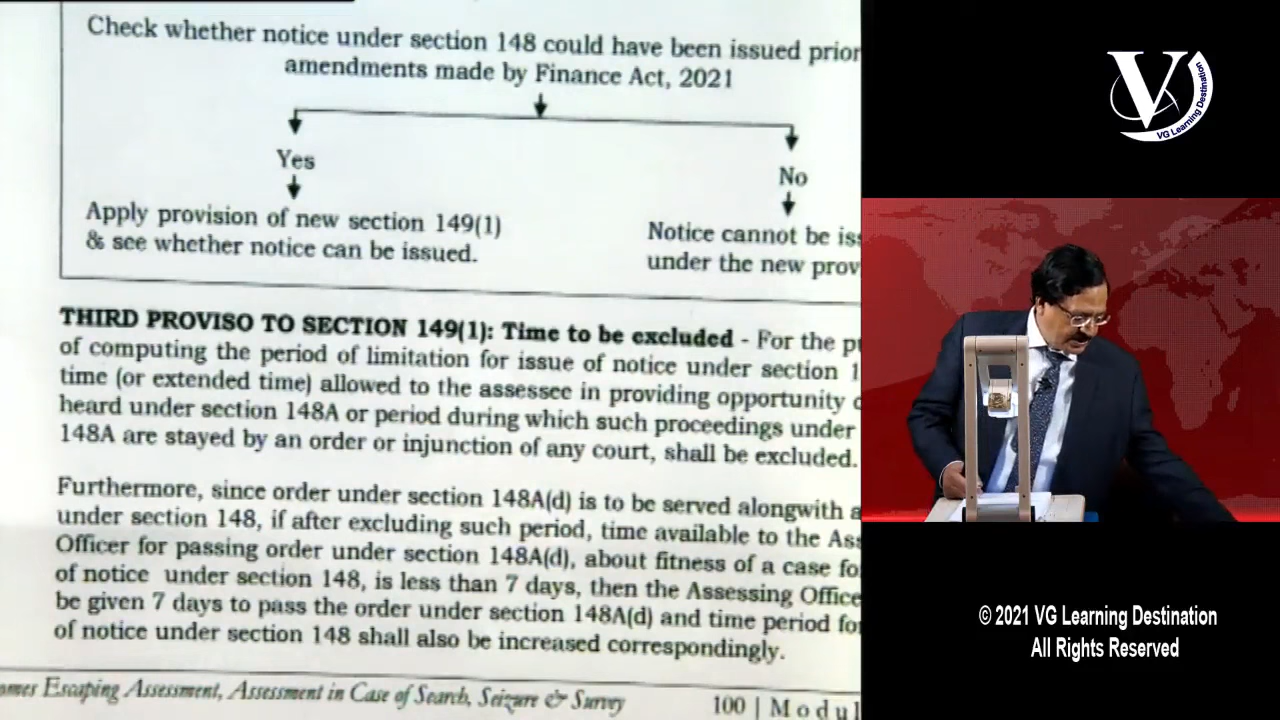 Check whether notice under section 148 could have been issued prior
amendments made by Finance Act, 2021
Yes
No
Apply provision of new section 149(1)
& see whether notice can be issued.
Notice cannot be iss
under the new prov
THIRD PROVISO TO SECTION 149(1): Time to be excluded - For the pu
of computing the period of limitation for issue of notice under section 1
time (or extended time) allowed to the assessee in providing opportunity o
heard under section 148A or period during which such proceedings under
148A are stayed by an order or injunction of any court, shall be excluded.
Furthermore, since order under section 148A(d) is to be served alongwith a
under section 148, if after excluding such period, time available to the Ass
Officer for passing order under section 148A(d), about fitness of a case fo
of notice under section 148, is less than 7 days, then the Assessing Office
be given 7 days to pass the order under section 148A(d) and time period fo
of notice under section 148 shall also be increased correspondingly.
omes Escaping Assessment, Assessment in Case of Search, Seizure & Survey
100 | Modul
V
VG Learning Destination
© 2021 VG Learning Destination
All Rights Reserved